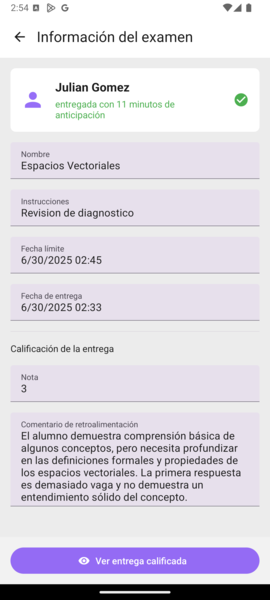 2:54
Información del examen
Julian Gomez
entregada con 11 minutos de
anticipación
Nombre
Espacios Vectoriales
Instrucciones
Revision de diagnostico
Fecha límite
6/30/2025 02:45
Fecha de entrega
6/30/2025 02:33
Calificación de la entrega
Nota
3
Comentario de retroalimentación
El alumno demuestra comprensión básica de
algunos conceptos, pero necesita profundizar
en las definiciones formales y propiedades de
los espacios vectoriales. La primera respuesta
es demasiado vaga y no demuestra un
entendimiento sólido del concepto.
Ver entrega calificada